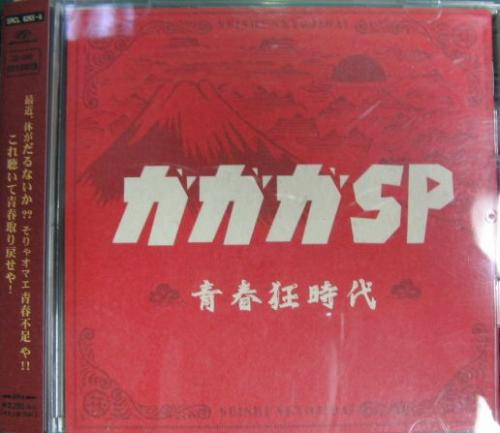 SEISHUNKYOJIDAI
ガガガSP
青春狂時代
最近、体がだるないか?? そりゃオマエ青春不足や!!
これ聴いて青春取り戻せや!